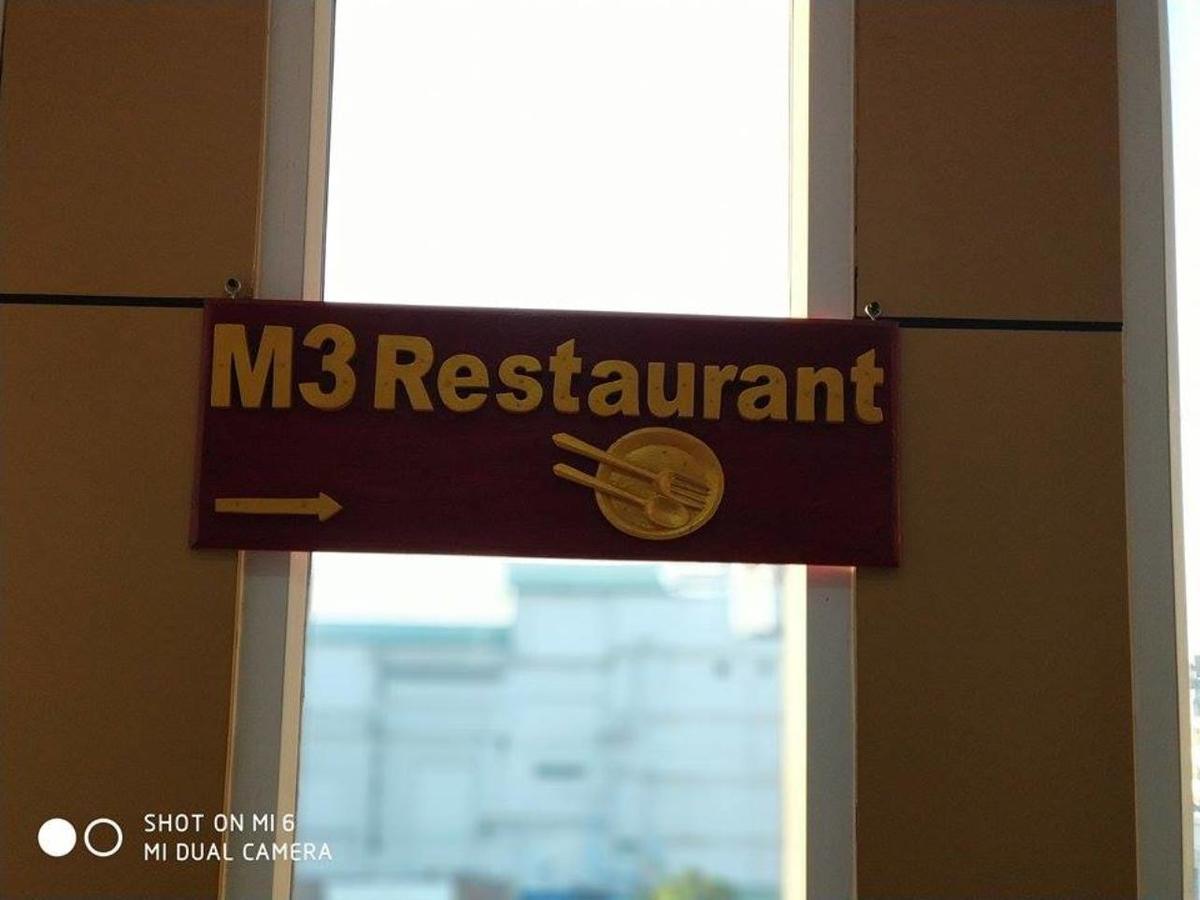 M3 Restaurant
SHOT ON MI 6
MI DUAL CAMERA